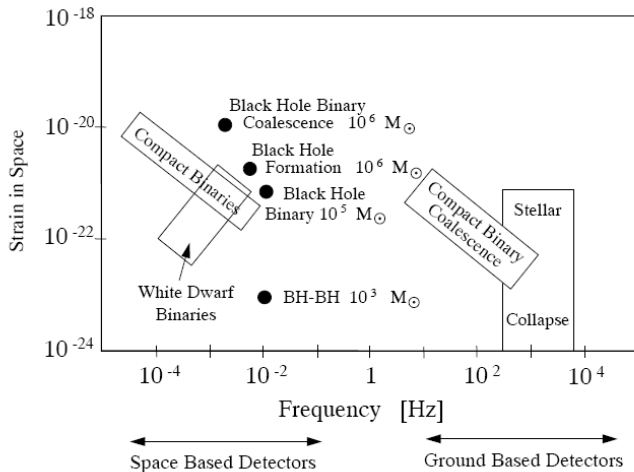 10^-18
10^-20
10^-22
10^-24
Strain in Space
Black Hole Binary
Coalescence 10^6 M☉
Black Hole
Formation 10^6 M☉
Black Hole
Binary 10^5 M☉
BH-BH 10^3 M☉
Compact Binaries
White Dwarf
Binaries
Compact Binary
Coalescence
Stellar
Collapse
10^-4 10^-2 1 10^2 10^4
Frequency [Hz]
Space Based Detectors Ground Based Detectors